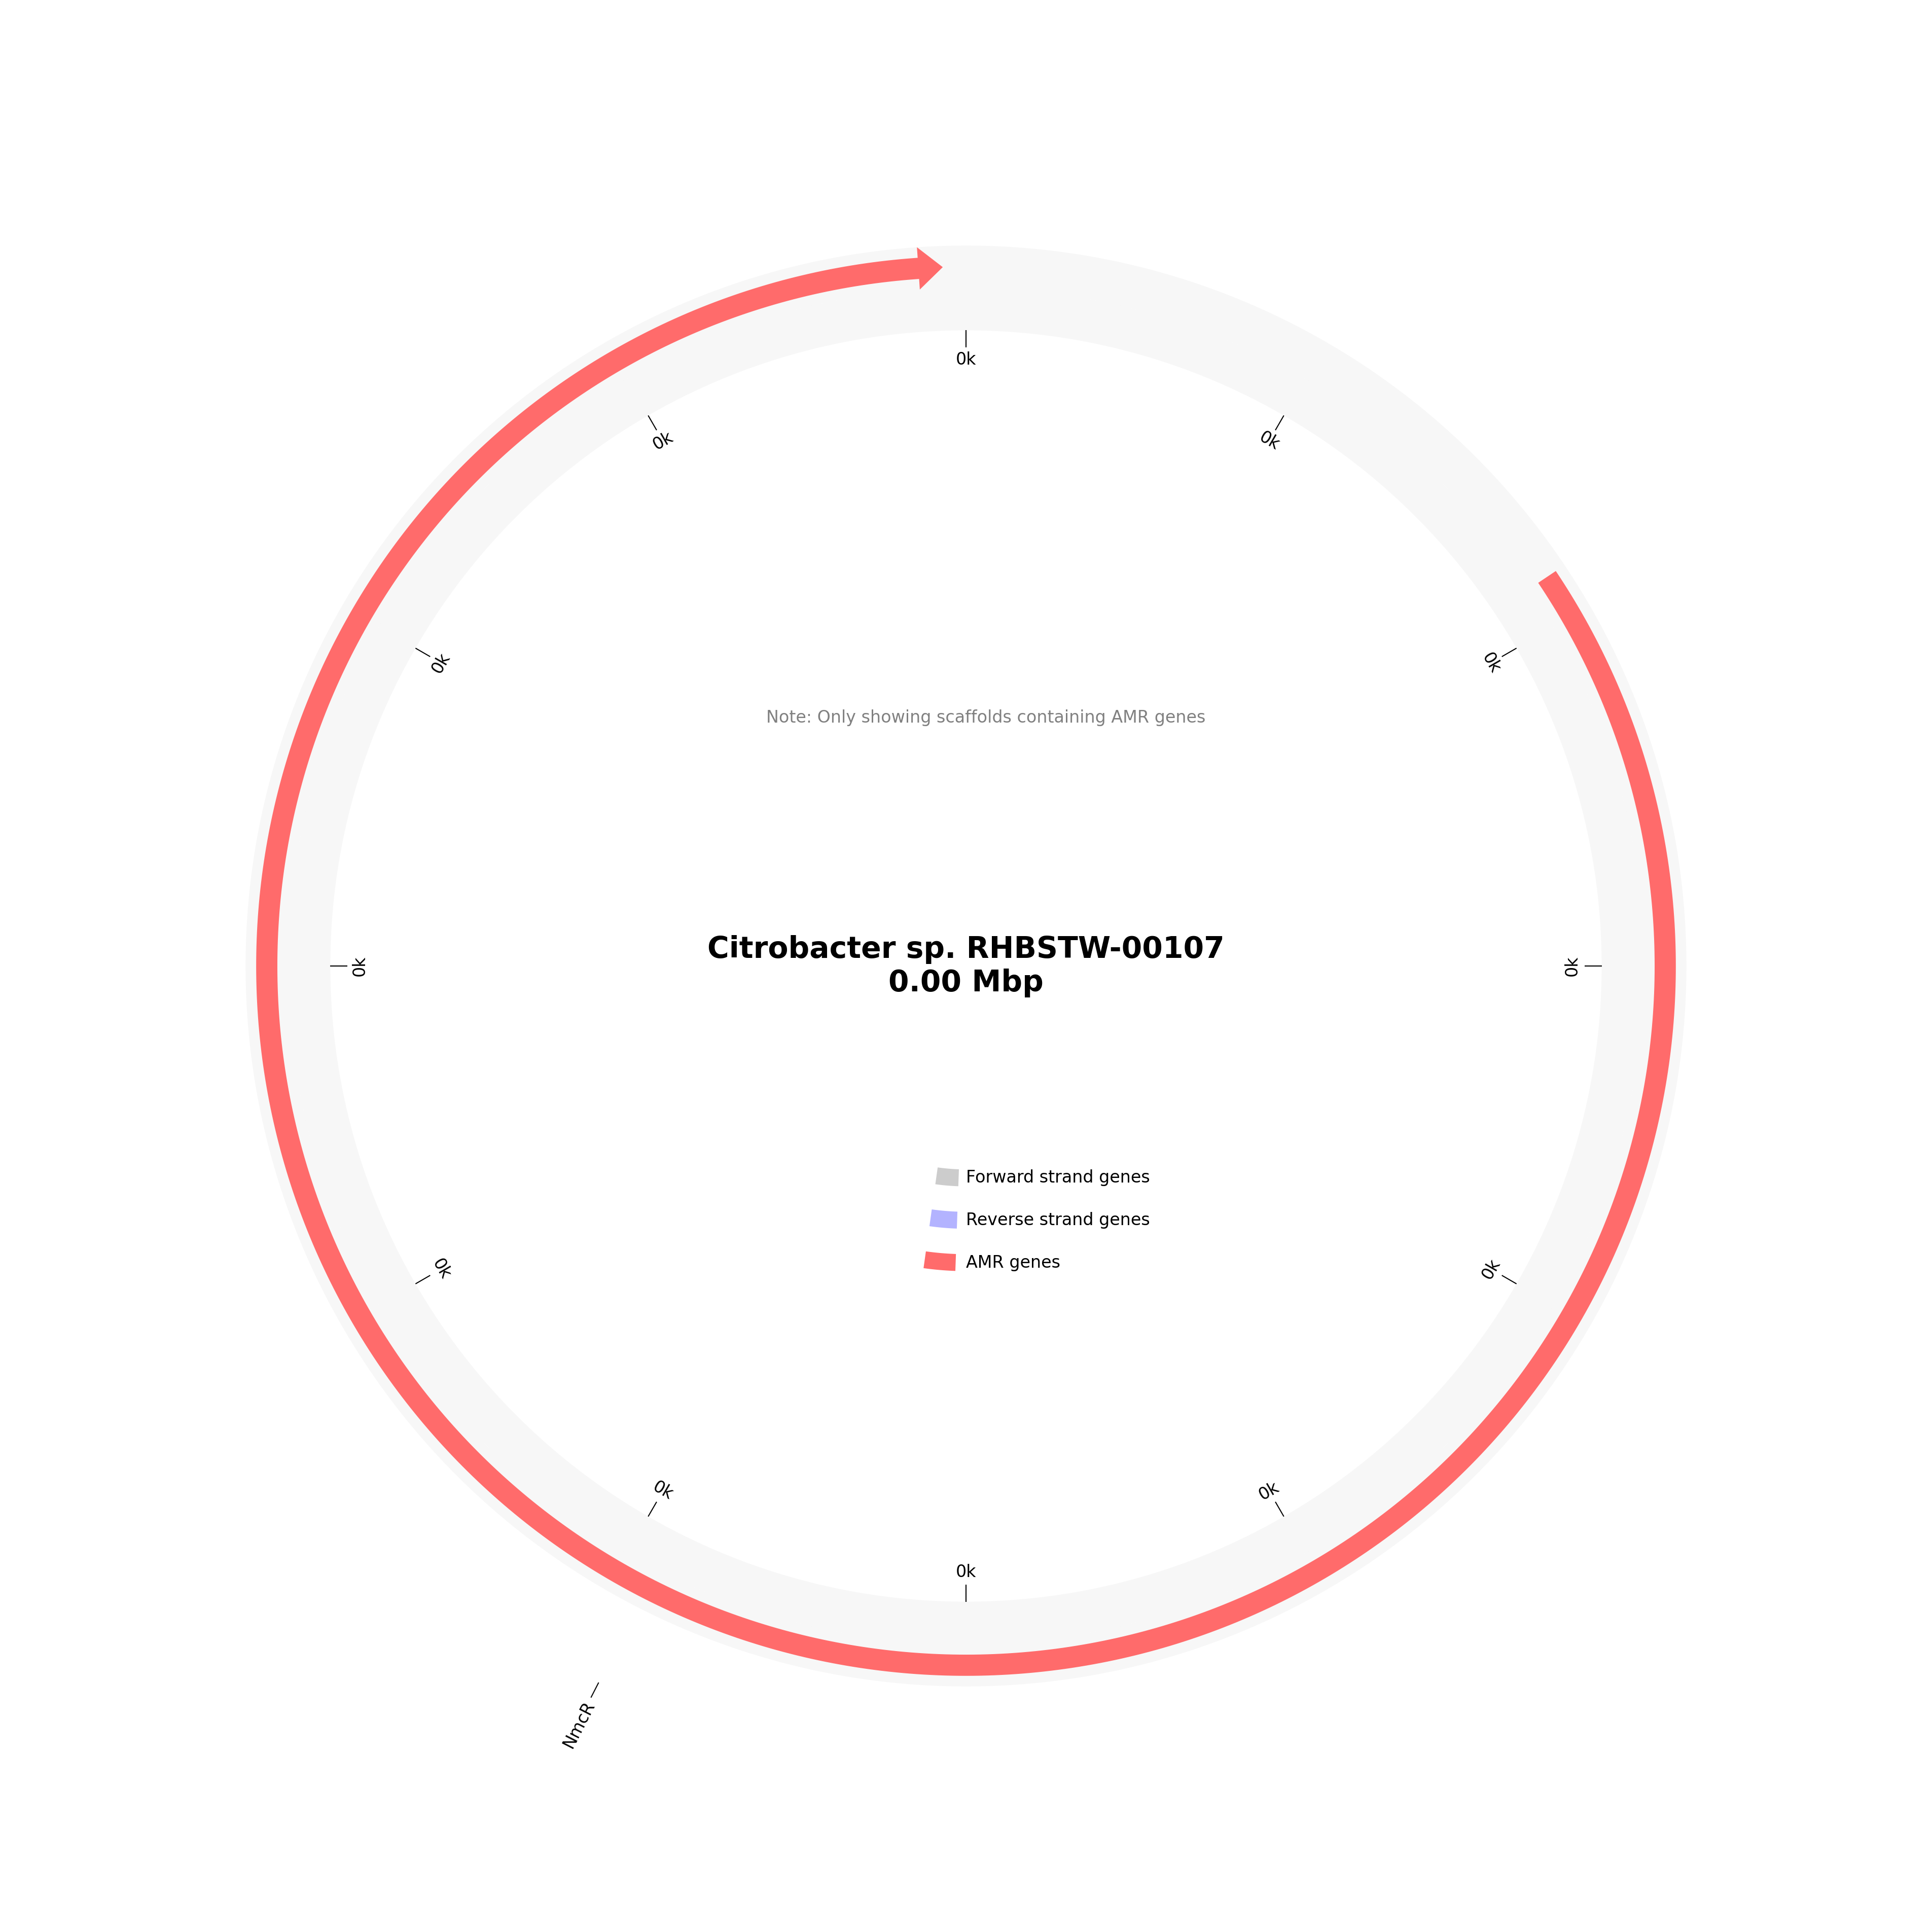 0k
0k
0k
0k
0k
0k
0k
0k
0k
0k
0k
0k
Note: Only showing scaffolds containing AMR genes
Citrobacter sp. RHBSTW-00107
0.00 Mbp
Forward strand genes
Reverse strand genes
AMR genes
NmcR